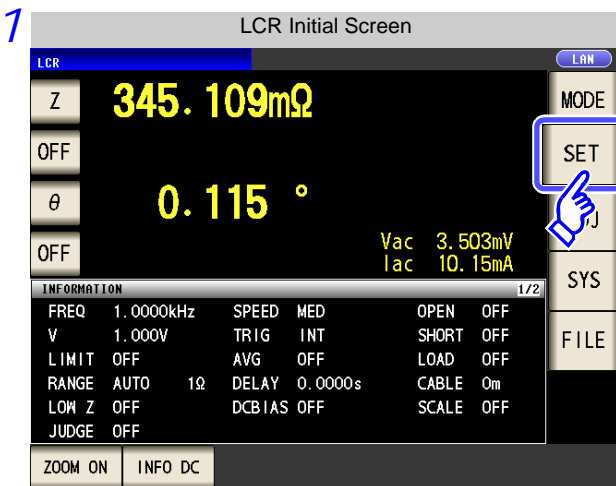 1
LCR Initial Screen
LCR LAN
Z 345.109mΩ MODE
OFF SET
θ 0.115 °
OFF Vac 3.503mV
Iac 10.15mA SYS
INFORMATION 1/2
FREQ 1.0000kHz SPEED MED OPEN OFF
V 1.000V TRIG INT SHORT OFF FILE
LIMIT OFF AVG OFF LOAD OFF
RANGE AUTO 1Ω DELAY 0.0000s CABLE 0m
LOW Z OFF DCBIAS OFF SCALE OFF
JUDGE OFF
ZOOM ON INFO DC